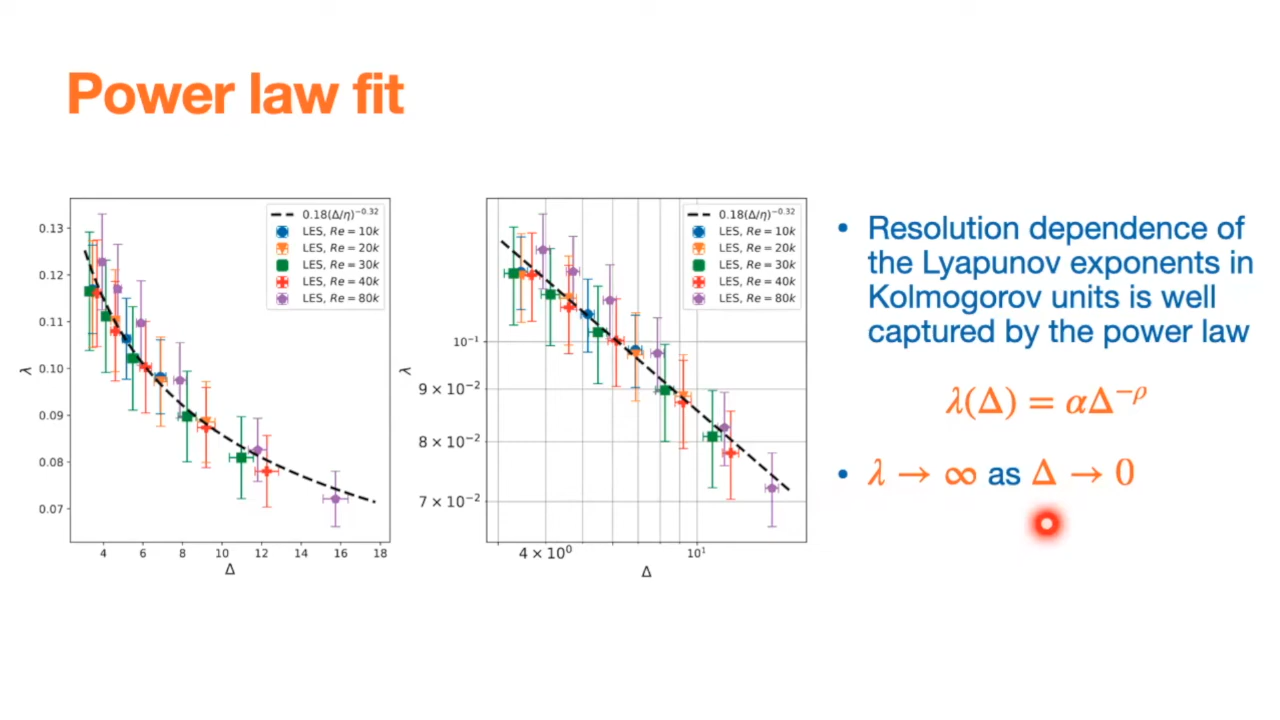 Power law fit
0.18(Δ/η)⁻⁰·³²
LES, Re = 10k
LES, Re = 20k
LES, Re = 30k
LES, Re = 40k
LES, Re = 80k
0.13
0.12
0.11
0.10
0.09
0.08
0.07
λ
4 6 8 10 12 14 16 18
Δ
0.18(Δ/η)⁻⁰·³²
LES, Re = 10k
LES, Re = 20k
LES, Re = 30k
LES, Re = 40k
LES, Re = 80k
10⁻¹
9 × 10⁻²
8 × 10⁻²
7 × 10⁻²
λ
4 × 10⁰ 10¹
Δ
• Resolution dependence of
the Lyapunov exponents in
Kolmogorov units is well
captured by the power law
λ(Δ) = αΔ⁻ᵖ
• λ → ∞ as Δ → 0